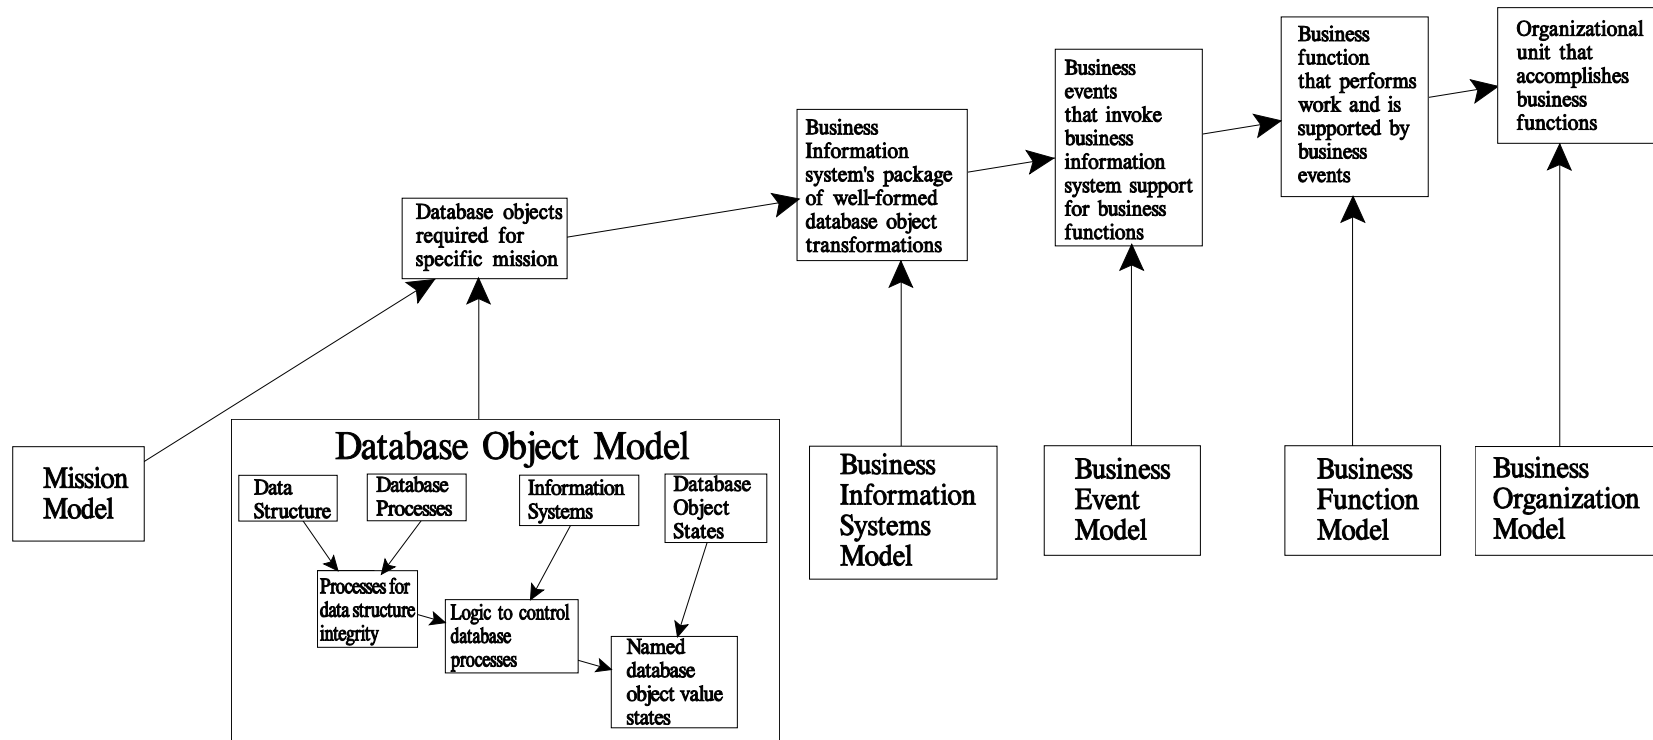 Organizational
unit that
accomplishes
business
functions
Business
function
that performs
work and is
supported by
business
events
Business
events
that invoke
business
information
system support
for business
functions
Business
Information
system's package
of well-formed
database object
transformations
Database objects
required for
specific mission
Mission
Model
Database Object Model
Data
Structure
Database
Processes
Information
Systems
Database
Object
States
Processes for
data structure
integrity
Logic to control
database
processes
Named
database
object value
states
Business
Information
Systems
Model
Business
Event
Model
Business
Function
Model
Business
Organization
Model